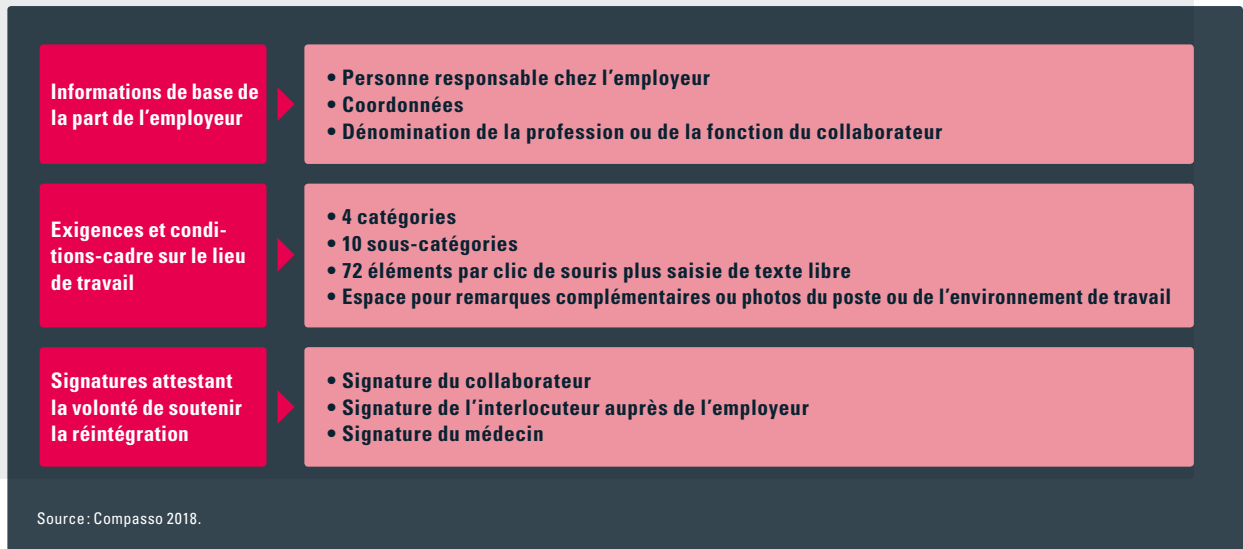 Informations de base de
la part de l'employeur
• Personne responsable chez l'employeur
• Coordonnées
• Dénomination de la profession ou de la fonction du collaborateur
Exigences et condi-
tions-cadre sur le lieu
de travail
• 4 catégories
• 10 sous-catégories
• 72 éléments par clic de souris plus saisie de texte libre
• Espace pour remarques complémentaires ou photos du poste ou de l'environnement de travail
Signatures attestant
la volonté de soutenir
la réintégration
• Signature du collaborateur
• Signature de l'interlocuteur auprès de l'employeur
• Signature du médecin
Source : Compasso 2018.